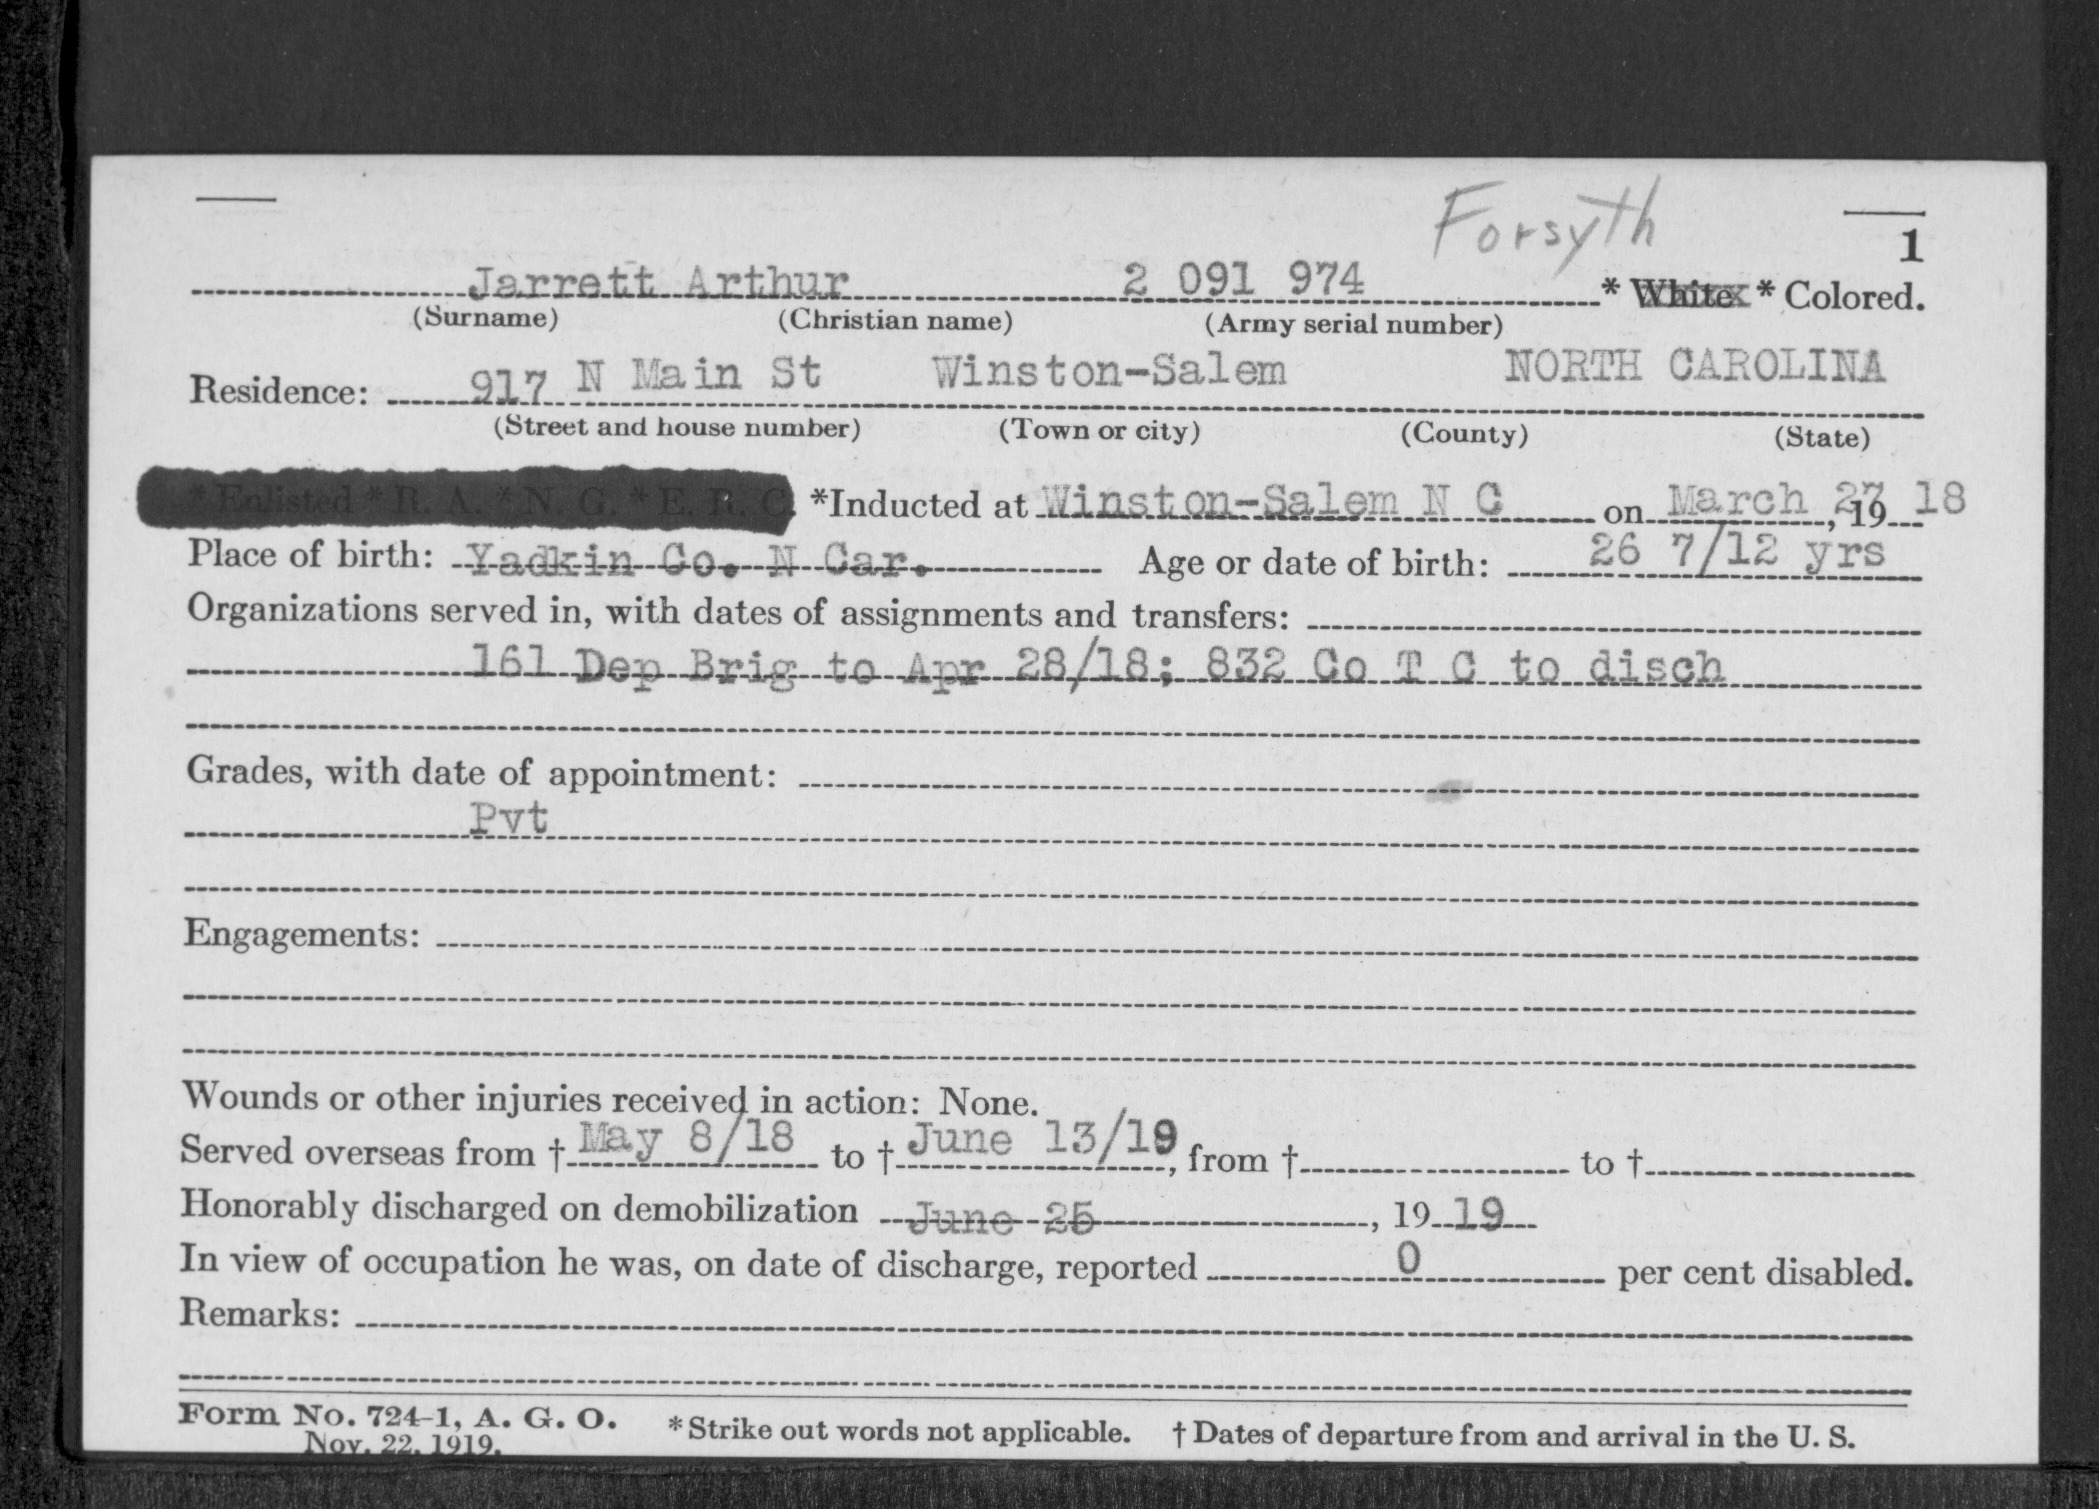 Forsyth
1
Jarrett Arthur 2 091 974 * White * Colored.
(Surname) (Christian name) (Army serial number)
Residence: 917 N Main St Winston-Salem NORTH CAROLINA
(Street and house number) (Town or city) (County) (State)
*Enlisted *R. A. *N. G. *E. R. C. *Inducted at Winston-Salem N C on March 27, 1918
Place of birth: Yadkin Co. N Car. Age or date of birth: 26 7/12 yrs
Organizations served in, with dates of assignments and transfers:
161 Dep Brig to Apr 28/18; 832 Co T C to disch
Grades, with date of appointment:
Pvt
Engagements:
Wounds or other injuries received in action: None.
Served overseas from † May 8/18 to † June 13/19, from † to †
Honorably discharged on demobilization June 25, 1919
In view of occupation he was, on date of discharge, reported 0 per cent disabled.
Remarks:
Form No. 724-1, A. G. O. *Strike out words not applicable. †Dates of departure from and arrival in the U. S.
Nov. 22, 1919.